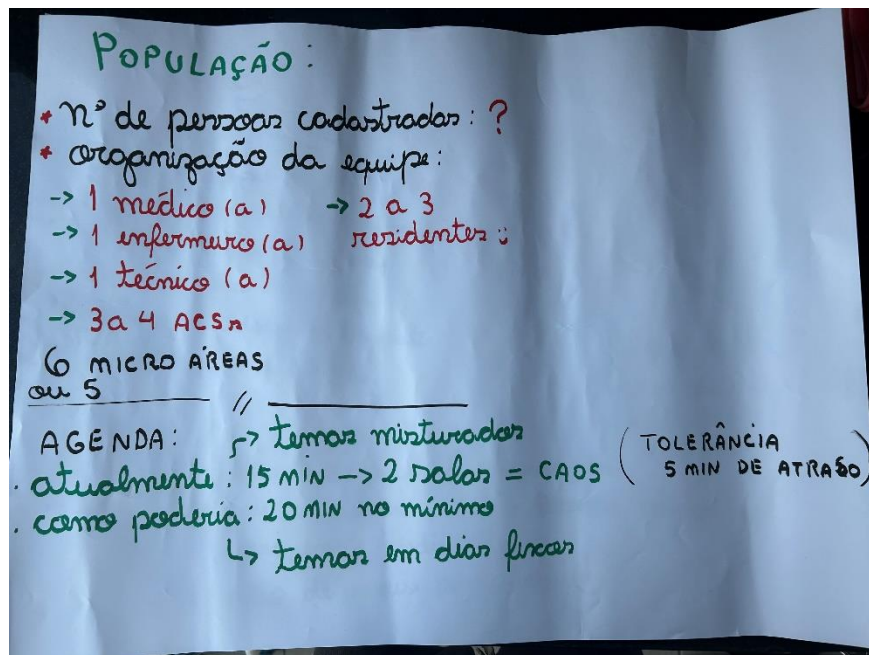 POPULAÇÃO:
* nº de pessoas cadastradas: ?
* organização da equipe:
-> 1 médico (a) -> 2 a 3
-> 1 enfermeiro (a) residentes :)
-> 1 técnico (a)
-> 3 a 4 ACSs
6 MICRO ÁREAS
ou 5
//
AGENDA: -> temas misturados
. atualmente: 15 MIN -> 2 salas = CAOS (TOLERÂNCIA
5 MIN DE ATRASO)
. como poderia: 20 MIN no mínimo
-> temas em dias fixos